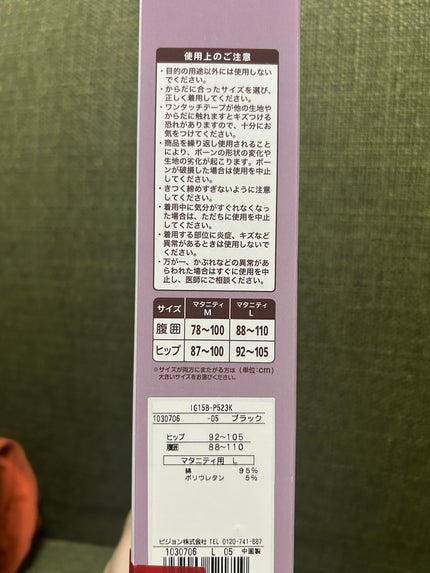 使用上のご注意
・目的の用途以外には使用しない
でください。
・からだに合ったサイズを選び、
正しく着用してください。
・ワンタッチテープが他の生地や
からだに触れますとキズつける
恐れがありますので、十分にお
気をつけてください。
・商品を繰り返し使用されること
により、ボーンの形状の変化や
生地の劣化が起こります。ボー
ンが破損した場合は使用を中止
してください。
・きつく締めすぎないように注意
してください。
・着用中に気分がすぐれなくなっ
た場合は、ただちに使用を中止
してください。
・着用する部位に炎症、キズなど
異常があるときは使用しないで
ください。
・万が一、かぶれなどの異常があ
らわれた場合はすぐに使用を中
止し、医師にご相談ください。
サイズ マタニティ M マタニティ L
腹囲 78〜100 88〜110
ヒップ 87〜100 92〜105
※サイズが両方にまたがる方は (単位:cm)
大きいサイズをお選びください。
IG15B-P523K
1030706 -05 ブラック
ヒップ 92〜105
腹囲 88〜110
マタニティ用 L
綿 95%
ポリウレタン 5%
ピジョン株式会社 TEL 0120-741-887
1030706 L 05 中国製